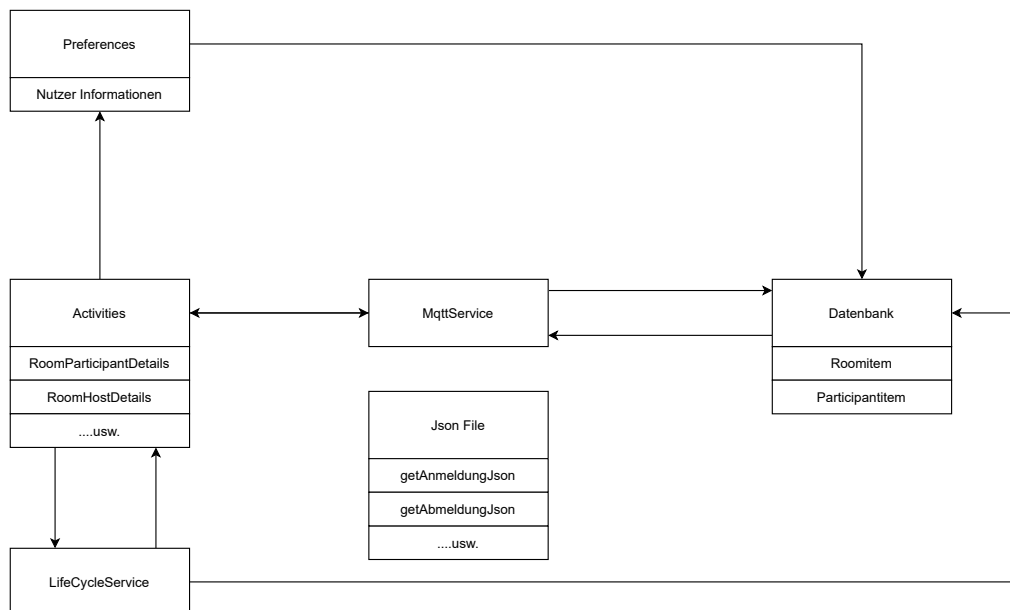 Preferences
Nutzer Informationen
Activities
RoomParticipantDetails
RoomHostDetails
....usw.
MqttService
Datenbank
Roomitem
Participantitem
Json File
getAnmeldungJson
getAbmeldungJson
....usw.
LifeCycleService